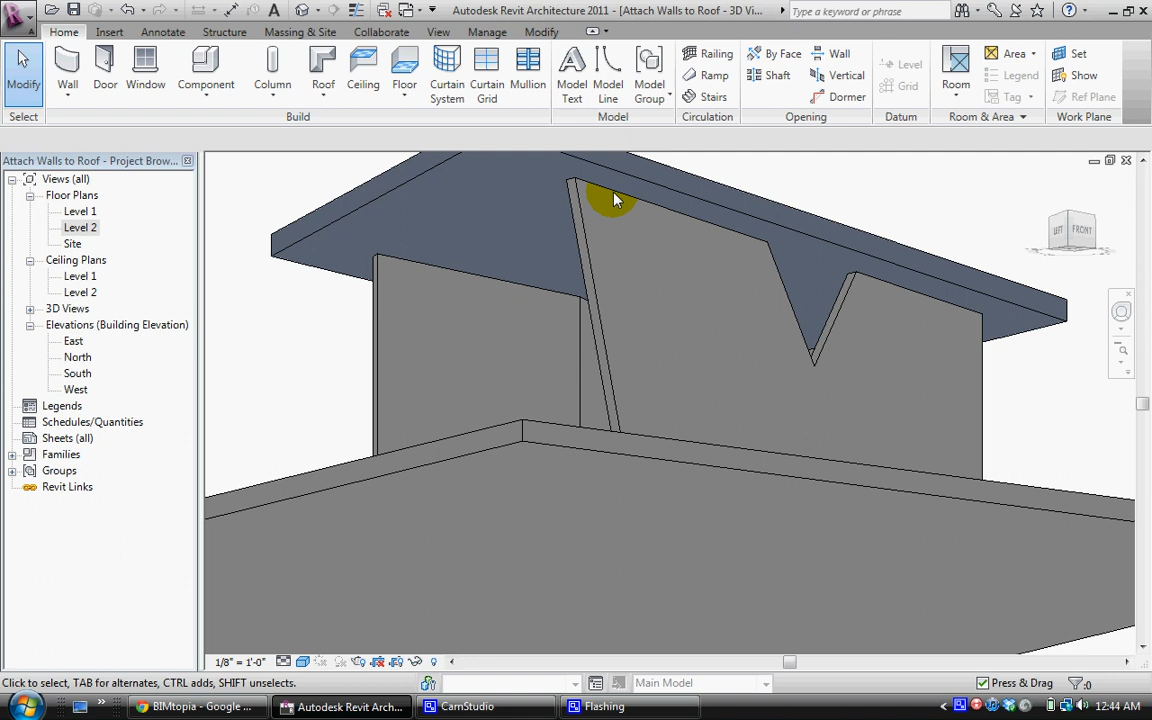 Autodesk Revit Architecture 2011 - [Attach Walls to Roof - 3D Vi...
Type a keyword or phrase
Home Insert Annotate Structure Massing & Site Collaborate View Manage Modify
Modify Wall Door Window Component Column Roof Ceiling Floor Curtain System Curtain Grid Mullion Model Text Model Line Model Group
Railing
Ramp
Stairs
By Face
Shaft
Wall
Vertical
Dormer
Level
Grid
Room
Area
Legend
Tag
Set
Show
Ref Plane
Select Build Model Circulation Opening Datum Room & Area Work Plane
Attach Walls to Roof - Project Brow...
Views (all)
Floor Plans
Level 1
Level 2
Site
Ceiling Plans
Level 1
Level 2
3D Views
Elevations (Building Elevation)
East
North
South
West
Legends
Schedules/Quantities
Sheets (all)
Families
Groups
Revit Links
LEFT FRONT
1/8" = 1'-0"
Click to select, TAB for alternates, CTRL adds, SHIFT unselects.
Main Model
Press & Drag
:0
BIMtopia - Google ...
Autodesk Revit Arch...
CamStudio
Flashing
12:44 AM